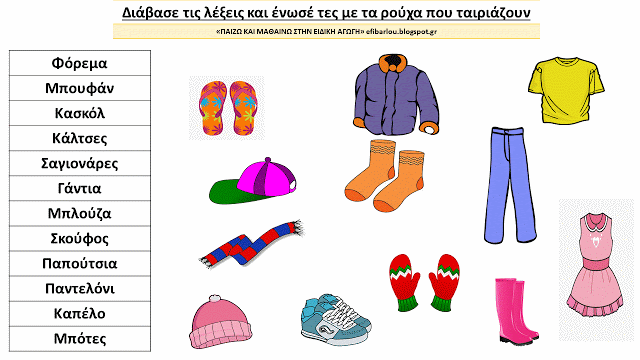 Διάβασε τις λέξεις και ένωσέ τες με τα ρούχα που ταιριάζουν
«ΠΑΙΖΩ ΚΑΙ ΜΑΘΑΙΝΩ ΣΤΗΝ ΕΙΔΙΚΗ ΑΓΩΓΗ» efibarlou.blogspot.gr
Φόρεμα
Μπουφάν
Κασκόλ
Κάλτσες
Σαγιονάρες
Γάντια
Μπλούζα
Σκούφος
Παπούτσια
Παντελόνι
Καπέλο
Μπότες